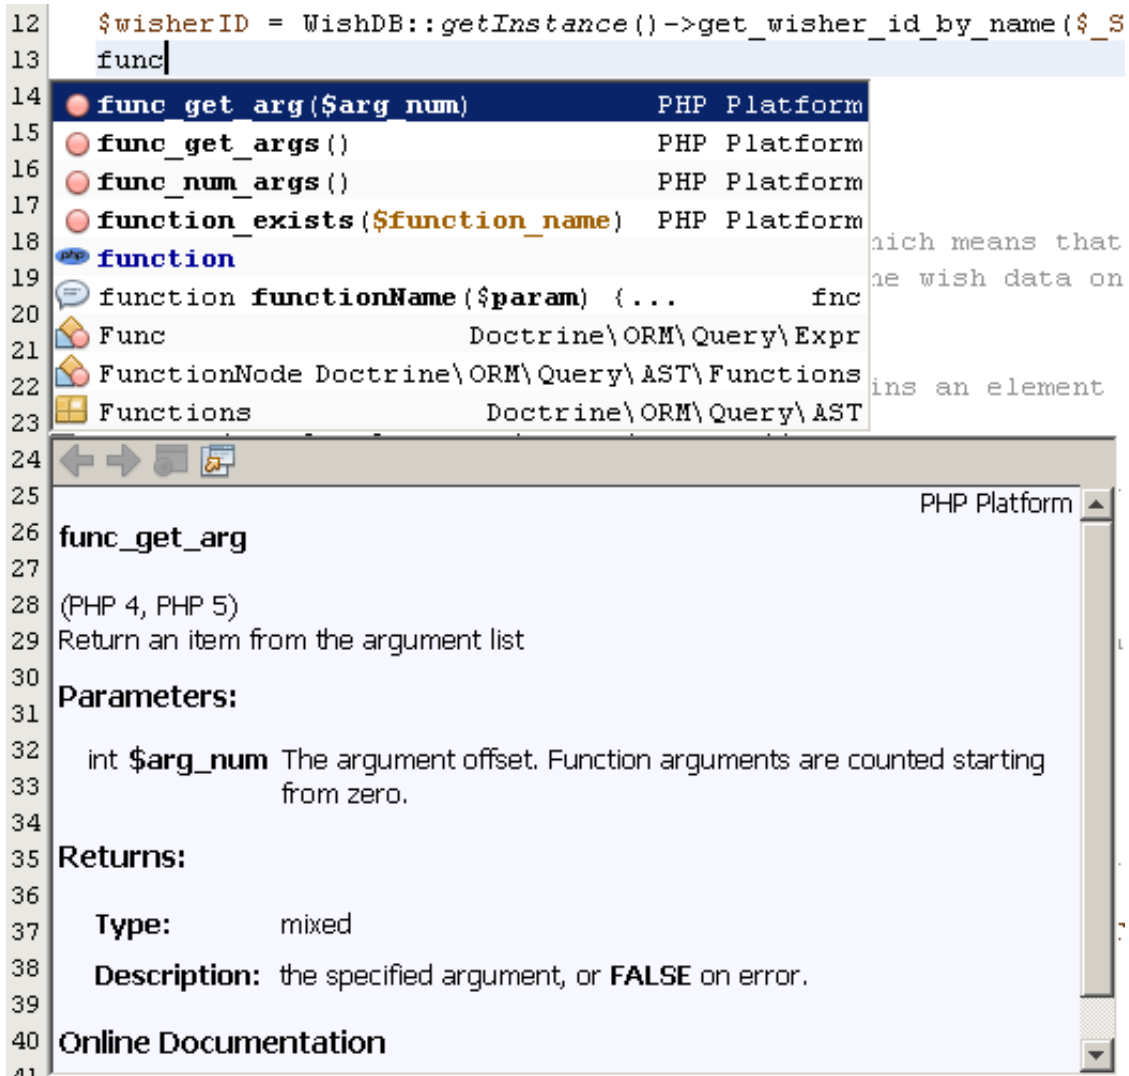 12 $wisherID = WishDB::getInstance()->get_wisher_id_by_name($_S
13 func
14 func_get_arg($arg_num) PHP Platform
15 func_get_args() PHP Platform
16 func_num_args() PHP Platform
17 function_exists($function_name) PHP Platform
18 function hich means that
19 function functionName($param) {... fnc he wish data on
20
21 Func Doctrine\ORM\Query\Expr
22 FunctionNode Doctrine\ORM\Query\AST\Functions ins an element
23 Functions Doctrine\ORM\Query\AST
24
25 PHP Platform
26 func_get_arg
27
28 (PHP 4, PHP 5)
29 Return an item from the argument list
30
31 Parameters:
32 int $arg_num The argument offset. Function arguments are counted starting
33 from zero.
34
35 Returns:
36
37 Type: mixed
38 Description: the specified argument, or FALSE on error.
39
40 Online Documentation
41